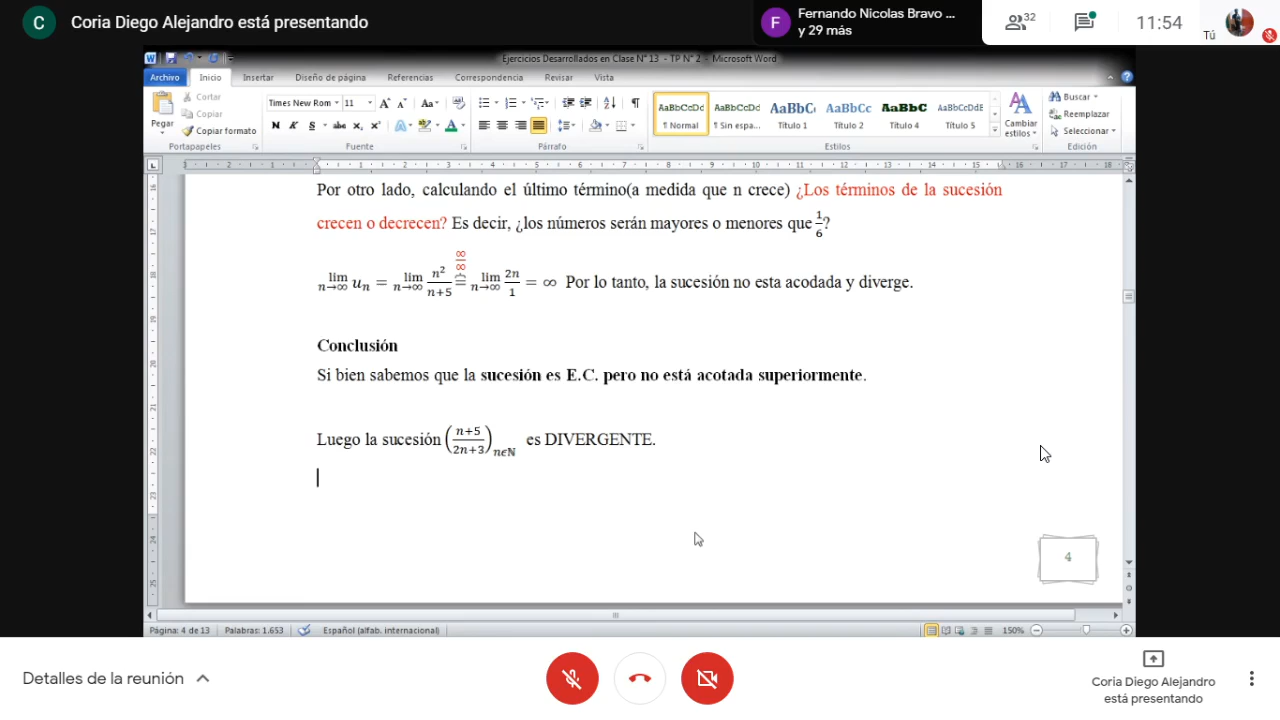 C Coria Diego Alejandro está presentando
F Fernando Nicolas Bravo ...
y 29 más
32
11:54
Tú
Ejercicios Desarrollados en Clase N° 13 - TP N° 2 - Microsoft Word
Archivo Inicio Insertar Diseño de página Referencias Correspondencia Revisar Vista
Cortar
Copiar
Copiar formato
Pegar
Times New Rom 11
AaBbCcDd AaBbCcDd AaBbC AaBbCc AaBbC AaBbCcDdE
¶ Normal ¶ Sin espa... Título 1 Título 2 Título 4 Título 5
Cambiar estilos
Buscar
Reemplazar
Seleccionar
Portapapeles Fuente Párrafo Estilos Edición
Por otro lado, calculando el último término(a medida que n crece) ¿Los términos de la sucesión
crecen o decrecen? Es decir, ¿los números serán mayores o menores que 1/6?
lim n→∞ uₙ = lim n→∞ n²/(n+5) =^(∞/∞) lim n→∞ 2n/1 = ∞ Por lo tanto, la sucesión no esta acodada y diverge.
Conclusión
Si bien sabemos que la sucesión es E.C. pero no está acotada superiormente.
Luego la sucesión ((n+5)/(2n+3)) nϵℕ es DIVERGENTE.
4
Página: 4 de 13 Palabras: 1.653 Español (alfab. internacional) 150%
Detalles de la reunión
Coria Diego Alejandro
está presentando